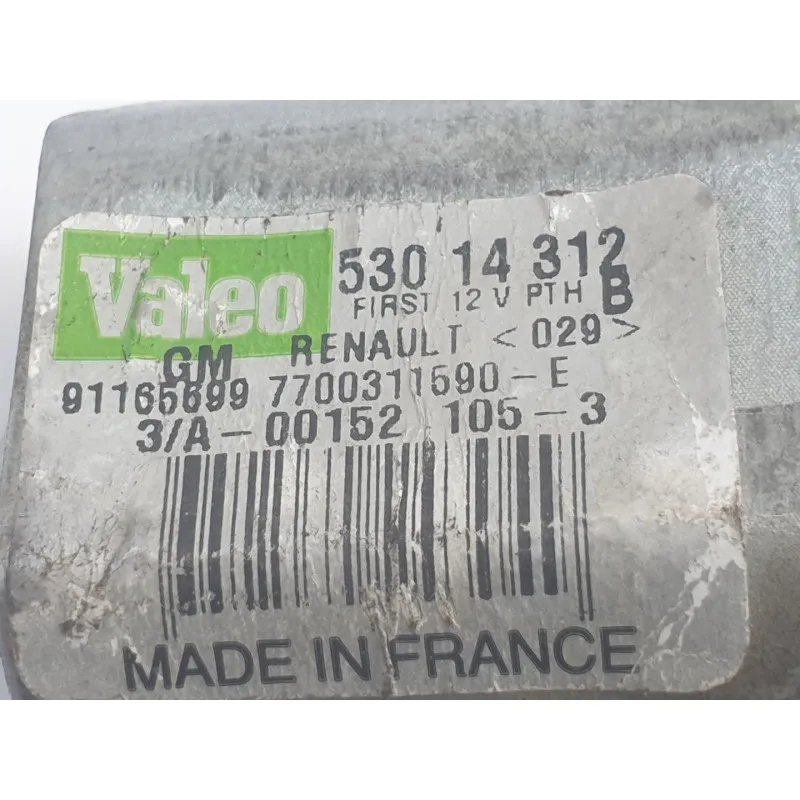 Valeo 530 14 312
FIRST 12 V PTH B
GM RENAULT <029>
91165699 7700311590-E
3/A-00152 105-3
MADE IN FRANCE